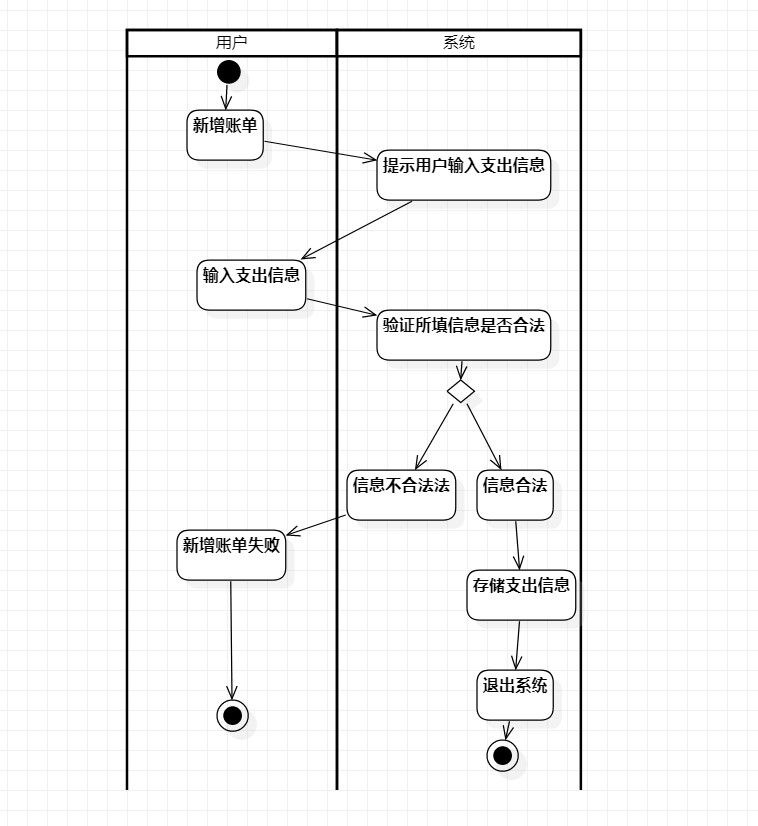 用户
系统
新增账单
提示用户输入支出信息
输入支出信息
验证所填信息是否合法
信息不合法法
信息合法
新增账单失败
存储支出信息
退出系统